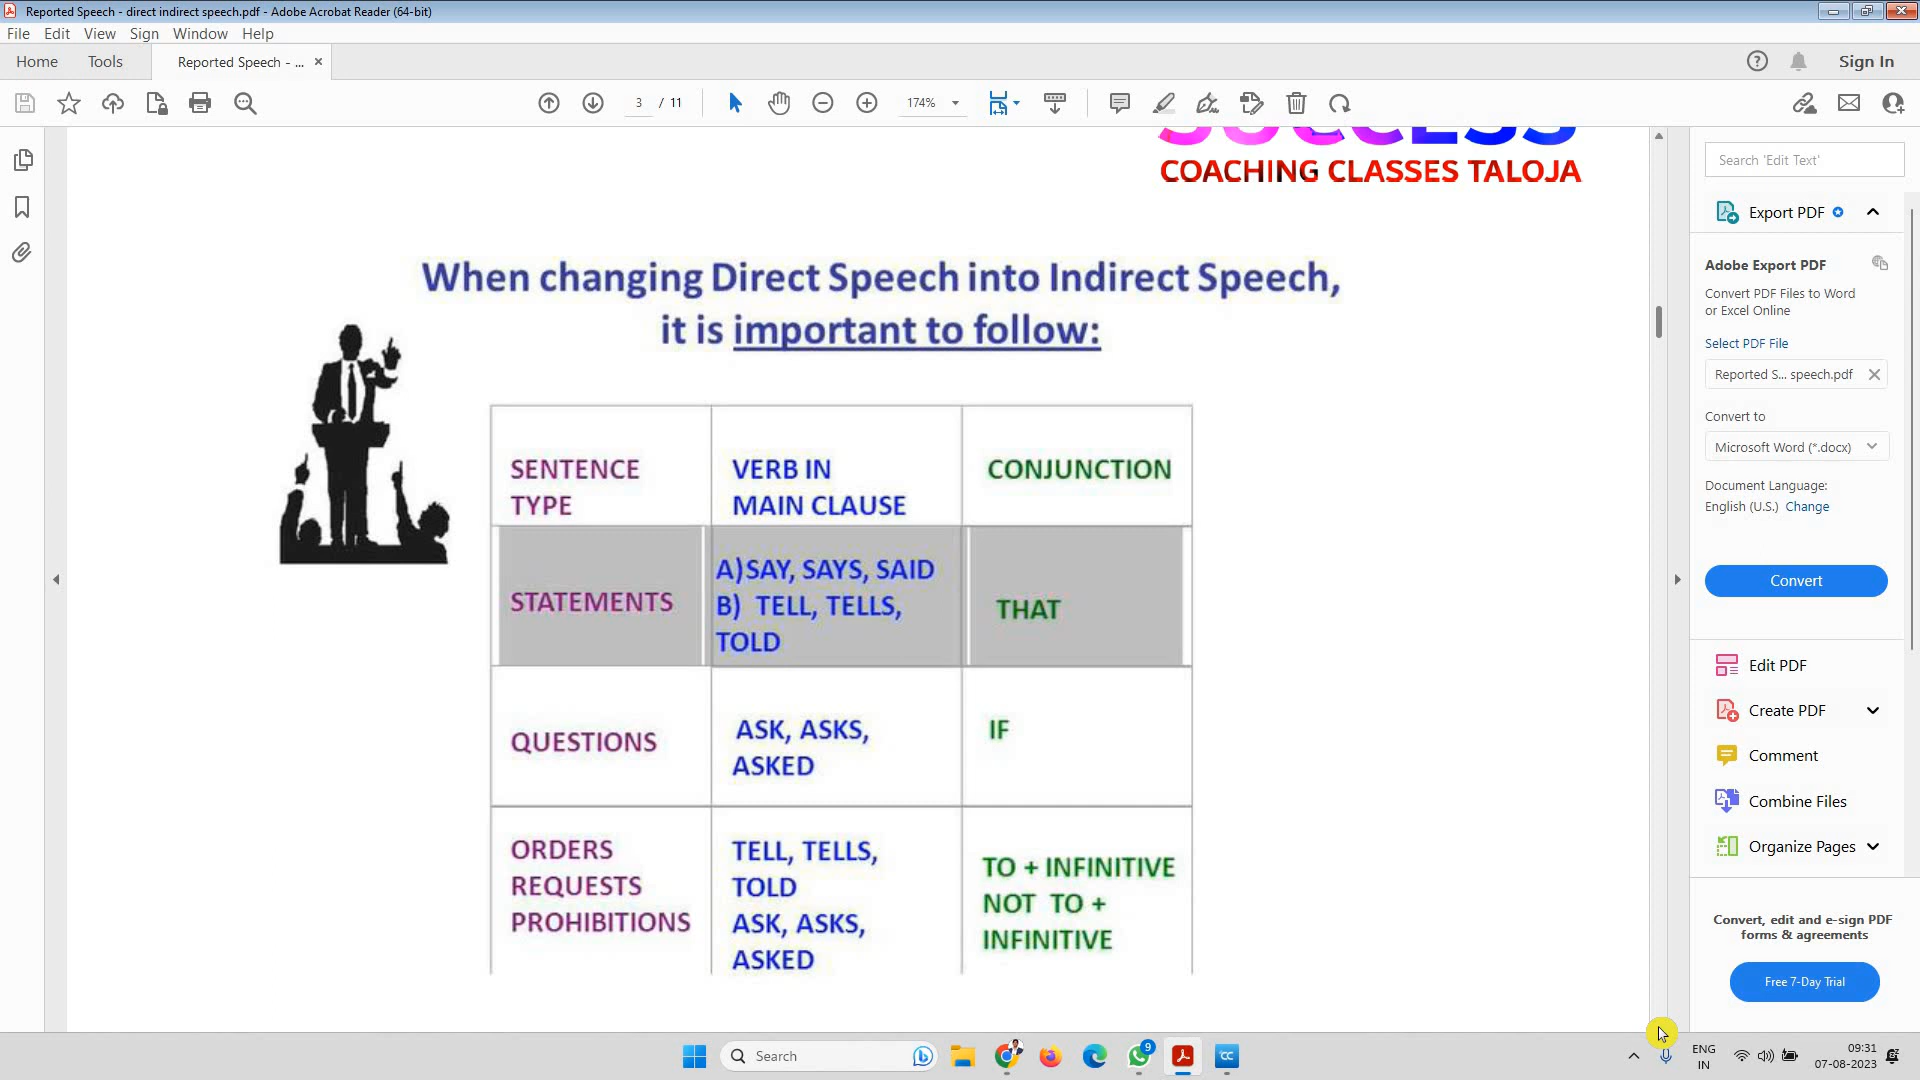 Reported Speech - direct indirect speech.pdf - Adobe Acrobat Reader (64-bit)
File Edit View Sign Window Help
Home Tools Reported Speech - ... Sign In
3 / 11 174%
SUCCESS
COACHING CLASSES TALOJA
When changing Direct Speech into Indirect Speech,
it is important to follow:
SENTENCE
TYPE
VERB IN
MAIN CLAUSE
CONJUNCTION
STATEMENTS
A)SAY, SAYS, SAID
B) TELL, TELLS,
TOLD
THAT
QUESTIONS
ASK, ASKS,
ASKED
IF
ORDERS
REQUESTS
PROHIBITIONS
TELL, TELLS,
TOLD
ASK, ASKS,
ASKED
TO + INFINITIVE
NOT TO +
INFINITIVE
Search 'Edit Text'
Export PDF
Adobe Export PDF
Convert PDF Files to Word
or Excel Online
Select PDF File
Reported S... speech.pdf
Convert to
Microsoft Word (*.docx)
Document Language:
English (U.S.) Change
Convert
Edit PDF
Create PDF
Comment
Combine Files
Organize Pages
Convert, edit and e-sign PDF
forms & agreements
Free 7-Day Trial
Search
9
CC
ENG
IN
09:31
07-08-2023